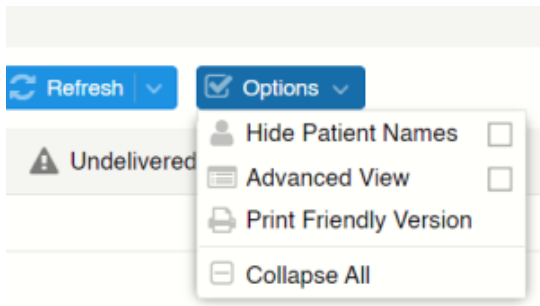 Refresh
Options
Hide Patient Names
Undelivered
Advanced View
Print Friendly Version
Collapse All